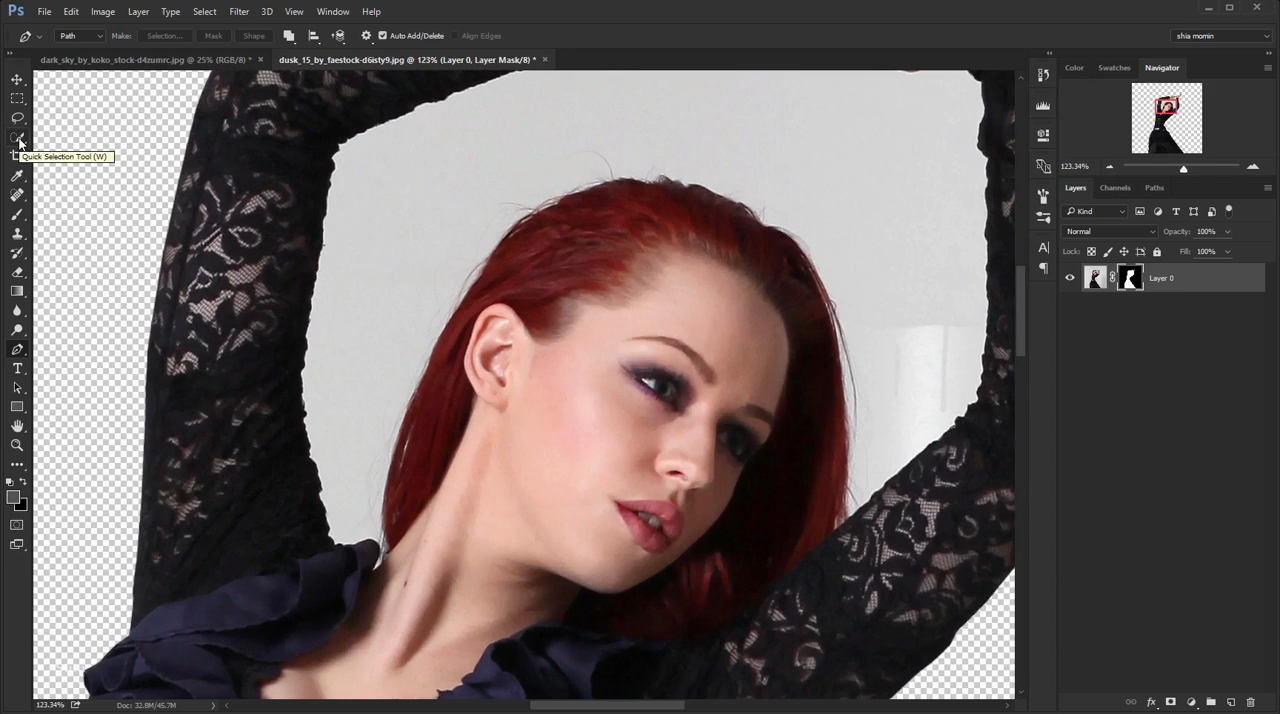 Ps File Edit Image Layer Type Select Filter 3D View Window Help
Path Make: Selection... Mask Shape Auto Add/Delete Align Edges shia momin
dark_sky_by_koko_stock-d4zumrc.jpg @ 25% (RGB/8) * × dusk_15_by_faestock-d6isty9.jpg @ 123% (Layer 0, Layer Mask/8) * ×
Color Swatches Navigator
Quick Selection Tool (W)
123.34%
Layers Channels Paths
Kind
Normal Opacity: 100%
Lock: Fill: 100%
Layer 0
123.34% Doc: 32.8M/45.7M